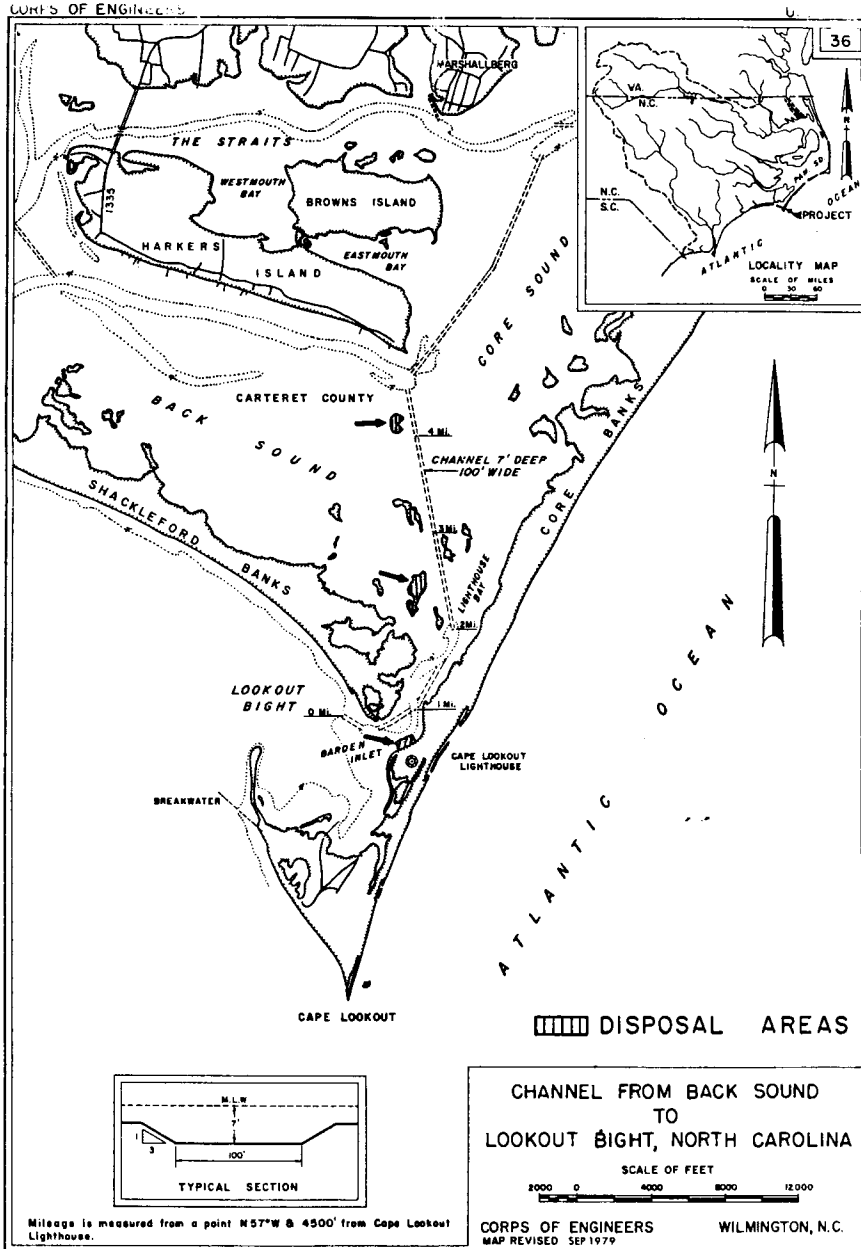 CORPS OF ENGINEERS
U.
36
MARSHALLBERG
THE STRAITS
WESTMOUTH
BAY
BROWNS ISLAND
1335
HARKERS
ISLAND
EASTMOUTH
BAY
CORE SOUND
VA.
N.C.
N.C.
S.C.
PAM. SD.
OCEAN
PROJECT
ATLANTIC
N
LOCALITY MAP
SCALE OF MILES
0 30 60
BACK
SOUND
CARTERET COUNTY
4 Mi.
CHANNEL 7' DEEP
100' WIDE
CORE BANKS
N
SHACKLEFORD
BANKS
3 Mi.
LIGHTHOUSE
BAY
2 Mi.
LOOKOUT
BIGHT
0 Mi.
1 Mi.
BARDEN
INLET
CAPE LOOKOUT
LIGHTHOUSE
BREAKWATER
ATLANTIC OCEAN
CAPE LOOKOUT
DISPOSAL AREAS
M.L.W
7'
1
3
100'
TYPICAL SECTION
Mileage is measured from a point N 57°W & 4500' from Cape Lookout
Lighthouse.
CHANNEL FROM BACK SOUND
TO
LOOKOUT BIGHT, NORTH CAROLINA
SCALE OF FEET
2000 0 4000 8000 12000
CORPS OF ENGINEERS WILMINGTON, N.C.
MAP REVISED SEP 1979